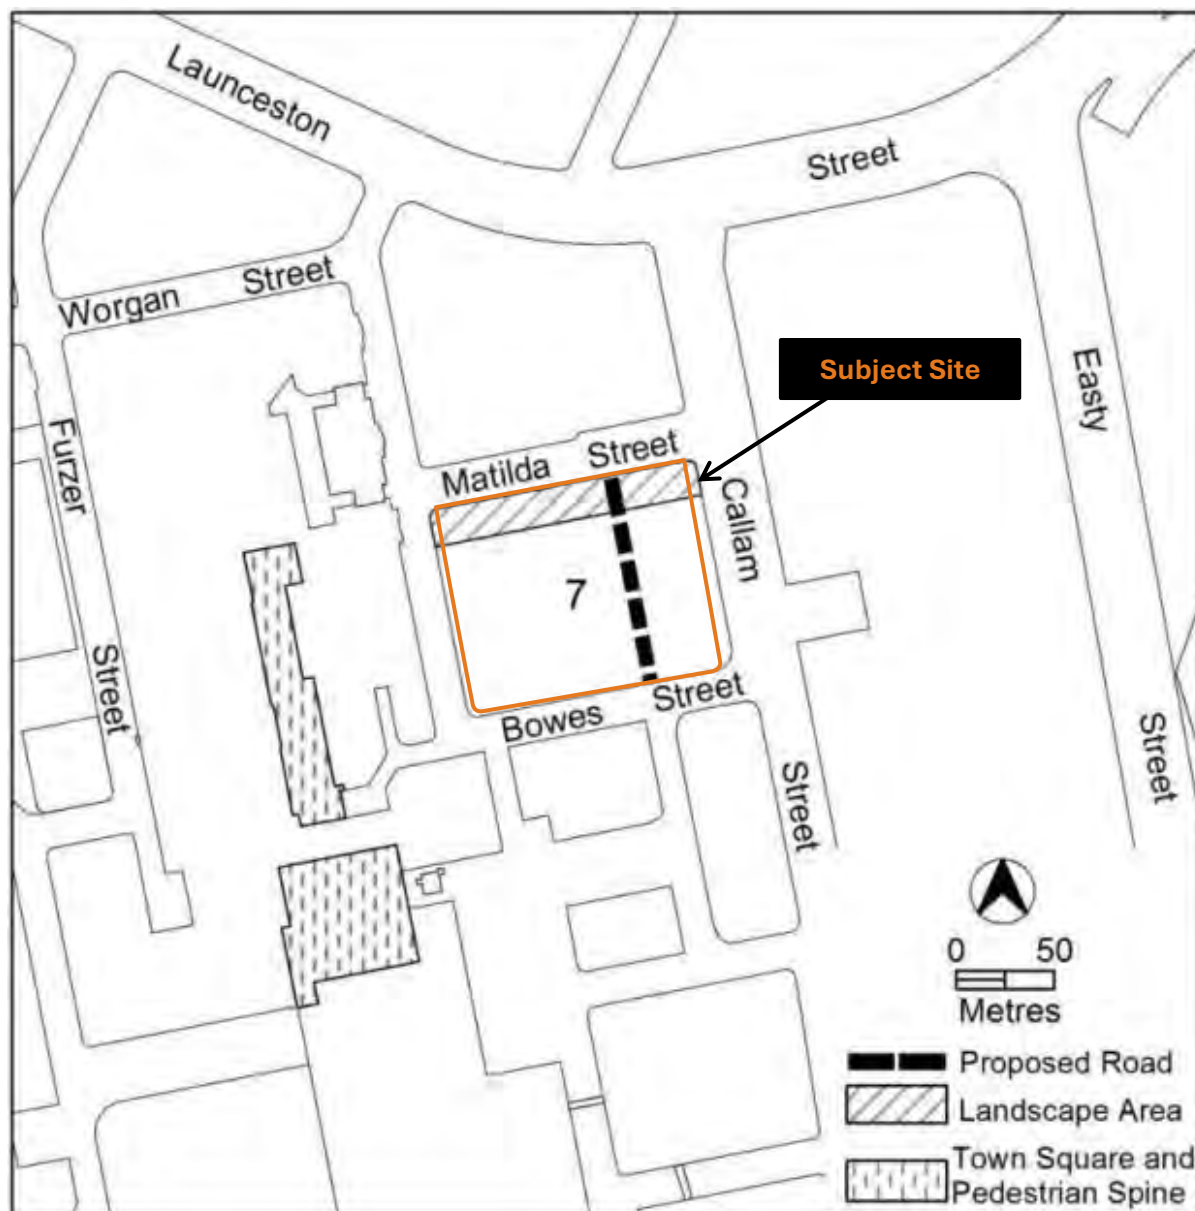 Launceston
Street
Worgan Street
Subject Site
Easty
Furzer
Matilda Street
Callam
7
Street
Bowes Street
Street
Street
0 50
Metres
Proposed Road
Landscape Area
Town Square and
Pedestrian Spine